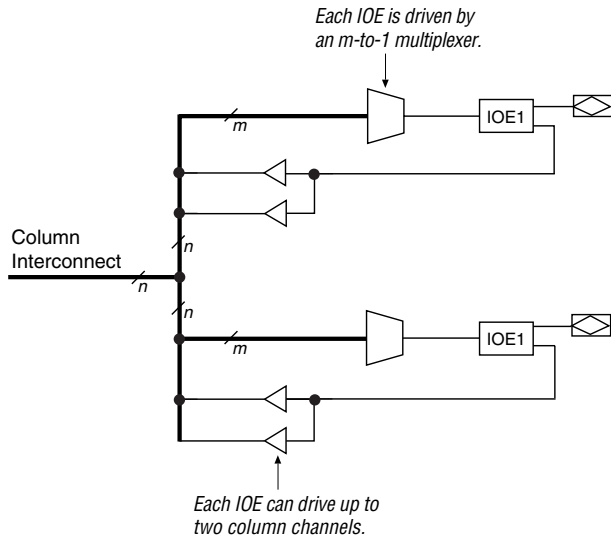 Each IOE is driven by
an m-to-1 multiplexer.
m
IOE1
n
Column
Interconnect
n
n
m
IOE1
Each IOE can drive up to
two column channels.